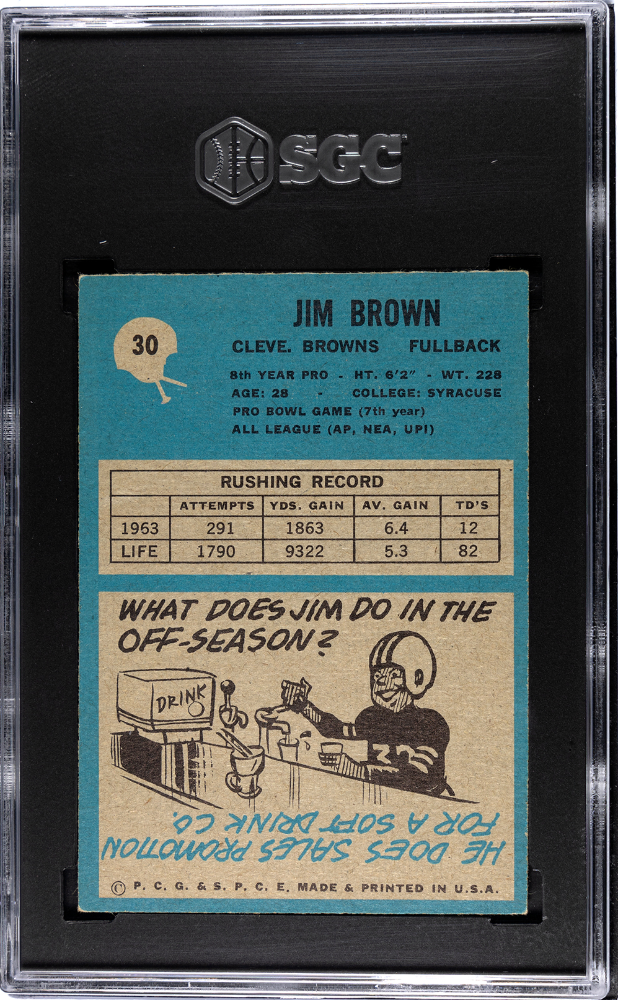 SGC
JIM BROWN
30
CLEVE. BROWNS FULLBACK
8th YEAR PRO - HT. 6'2" - WT. 228
AGE: 28 - COLLEGE: SYRACUSE
PRO BOWL GAME (7th year)
ALL LEAGUE (AP, NEA, UPI)
RUSHING RECORD
ATTEMPTS YDS. GAIN AV. GAIN TD'S
1963 291 1863 6.4 12
LIFE 1790 9322 5.3 82
WHAT DOES JIM DO IN THE
OFF-SEASON?
DRINK
32
HE DOES SALES PROMOTION
FOR A SOFT DRINK CO.
© P. C. G. & S. P. C. E. MADE & PRINTED IN U.S.A.